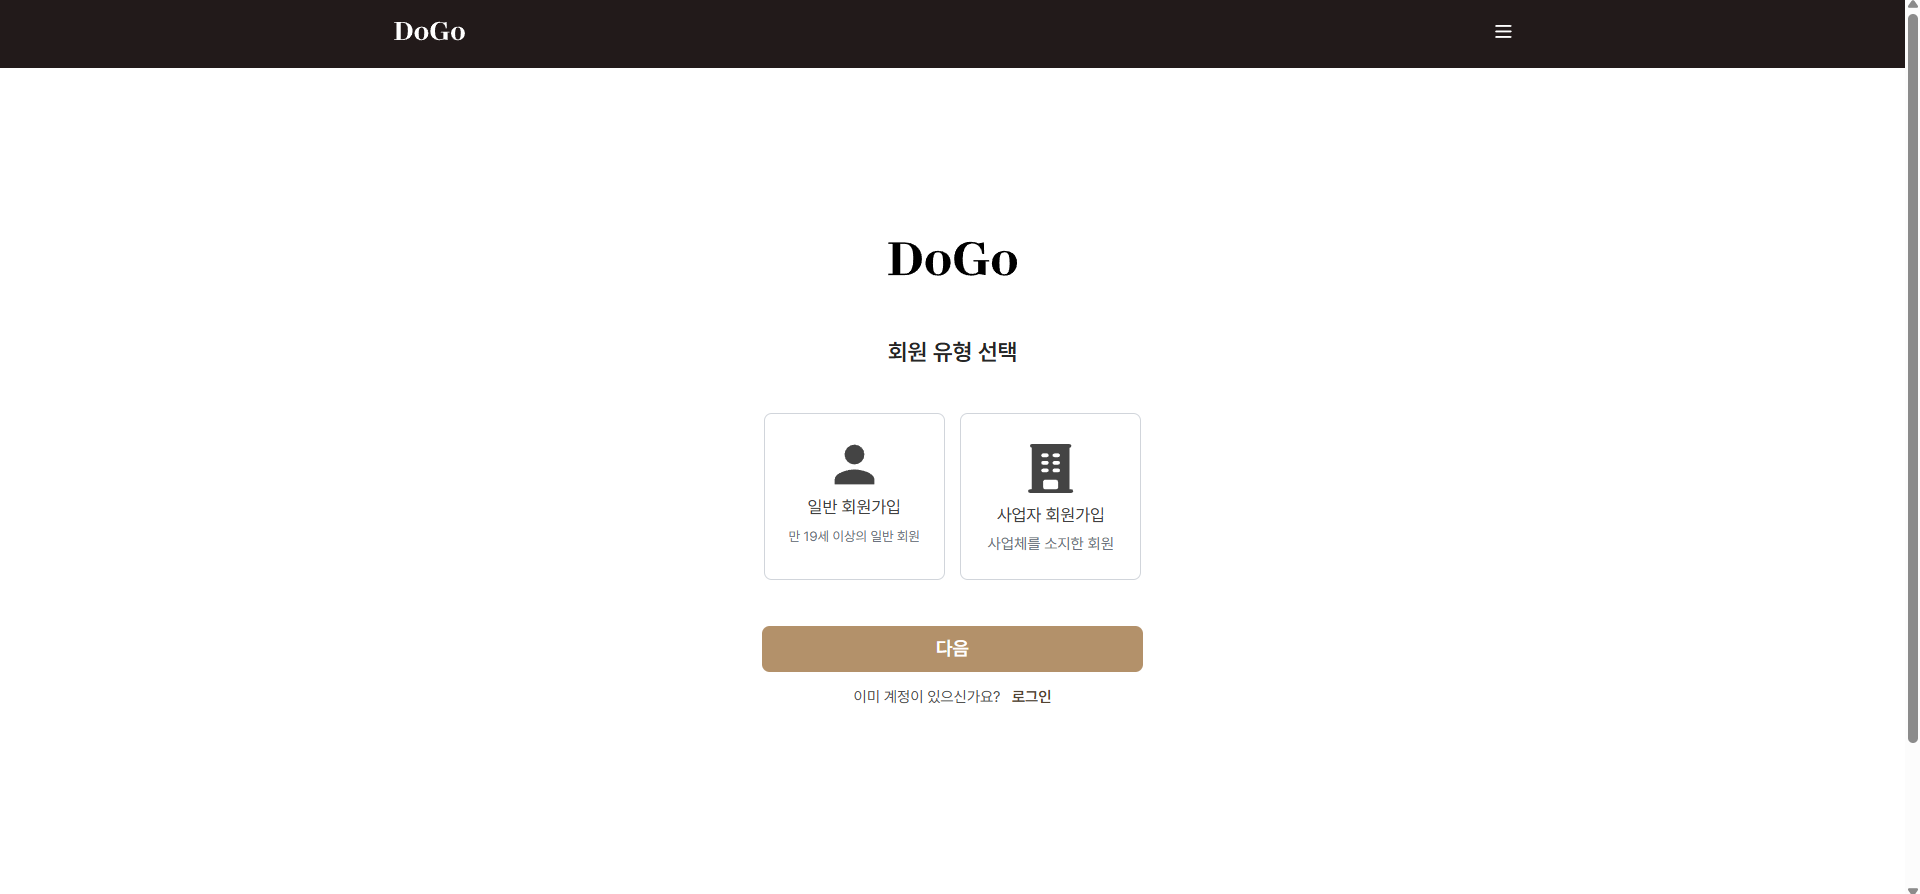 DoGo
DoGo
회원 유형 선택
일반 회원가입
만 19세 이상의 일반 회원
사업자 회원가입
사업체를 소지한 회원
다음
이미 계정이 있으신가요? 로그인